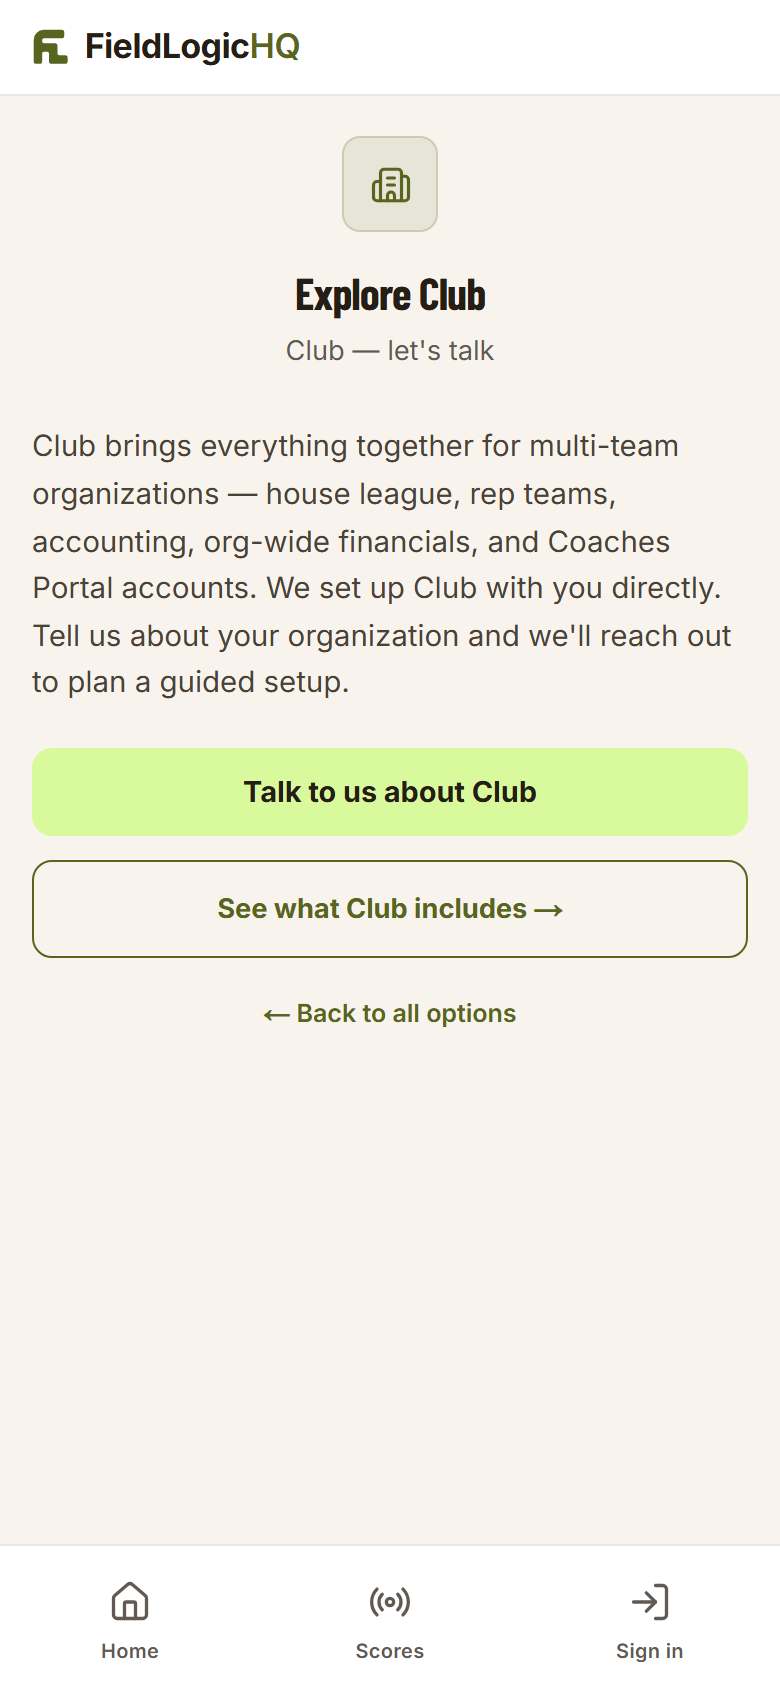 FieldLogicHQ
Explore Club
Club — let's talk
Club brings everything together for multi-team
organizations — house league, rep teams,
accounting, org-wide financials, and Coaches
Portal accounts. We set up Club with you directly.
Tell us about your organization and we'll reach out
to plan a guided setup.
Talk to us about Club
See what Club includes →
← Back to all options
Home
Scores
Sign in